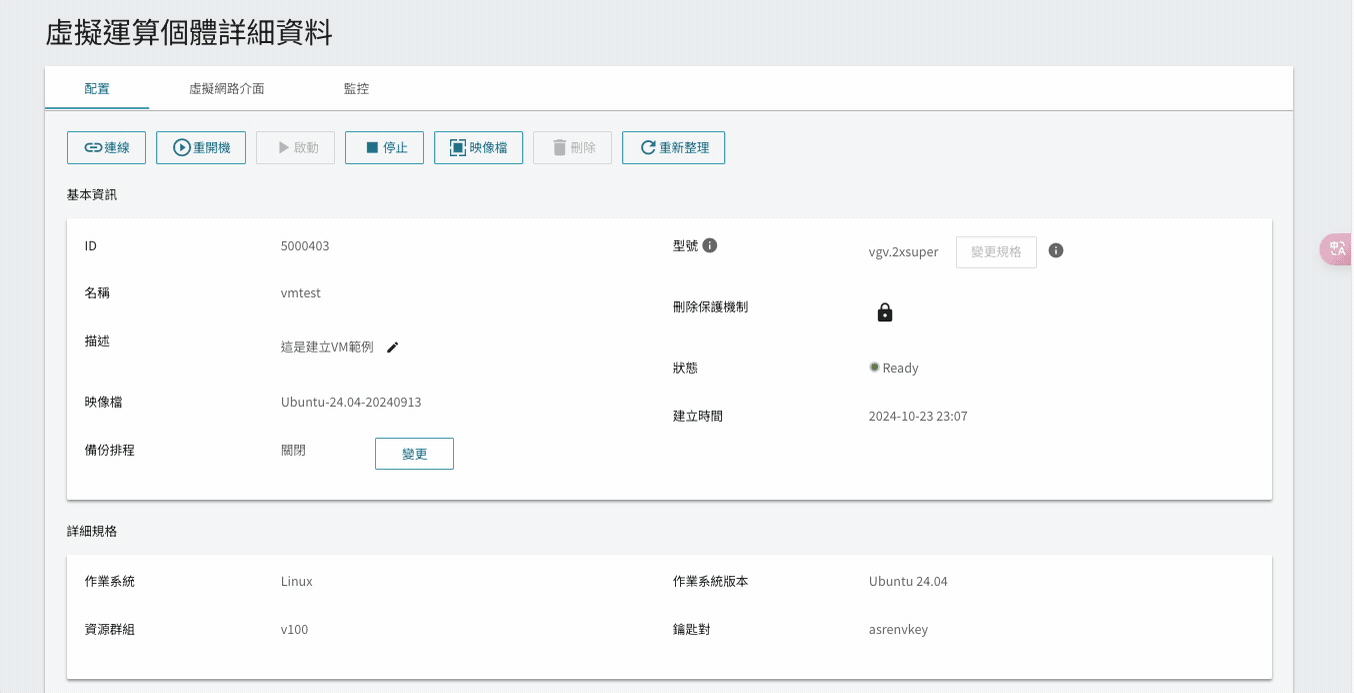 虛擬運算個體詳細資料
配置 虛擬網路介面 監控
連線 重開機 啟動 停止 映像檔 刪除 重新整理
基本資訊
ID 5000403
名稱 vmtest
描述 這是建立VM範例
映像檔 Ubuntu-24.04-20240913
備份排程 關閉 變更
型號 vgv.2xsuper 變更規格
刪除保護機制
狀態 Ready
建立時間 2024-10-23 23:07
詳細規格
作業系統 Linux 作業系統版本 Ubuntu 24.04
資源群組 v100 鑰匙對 asrenvkey